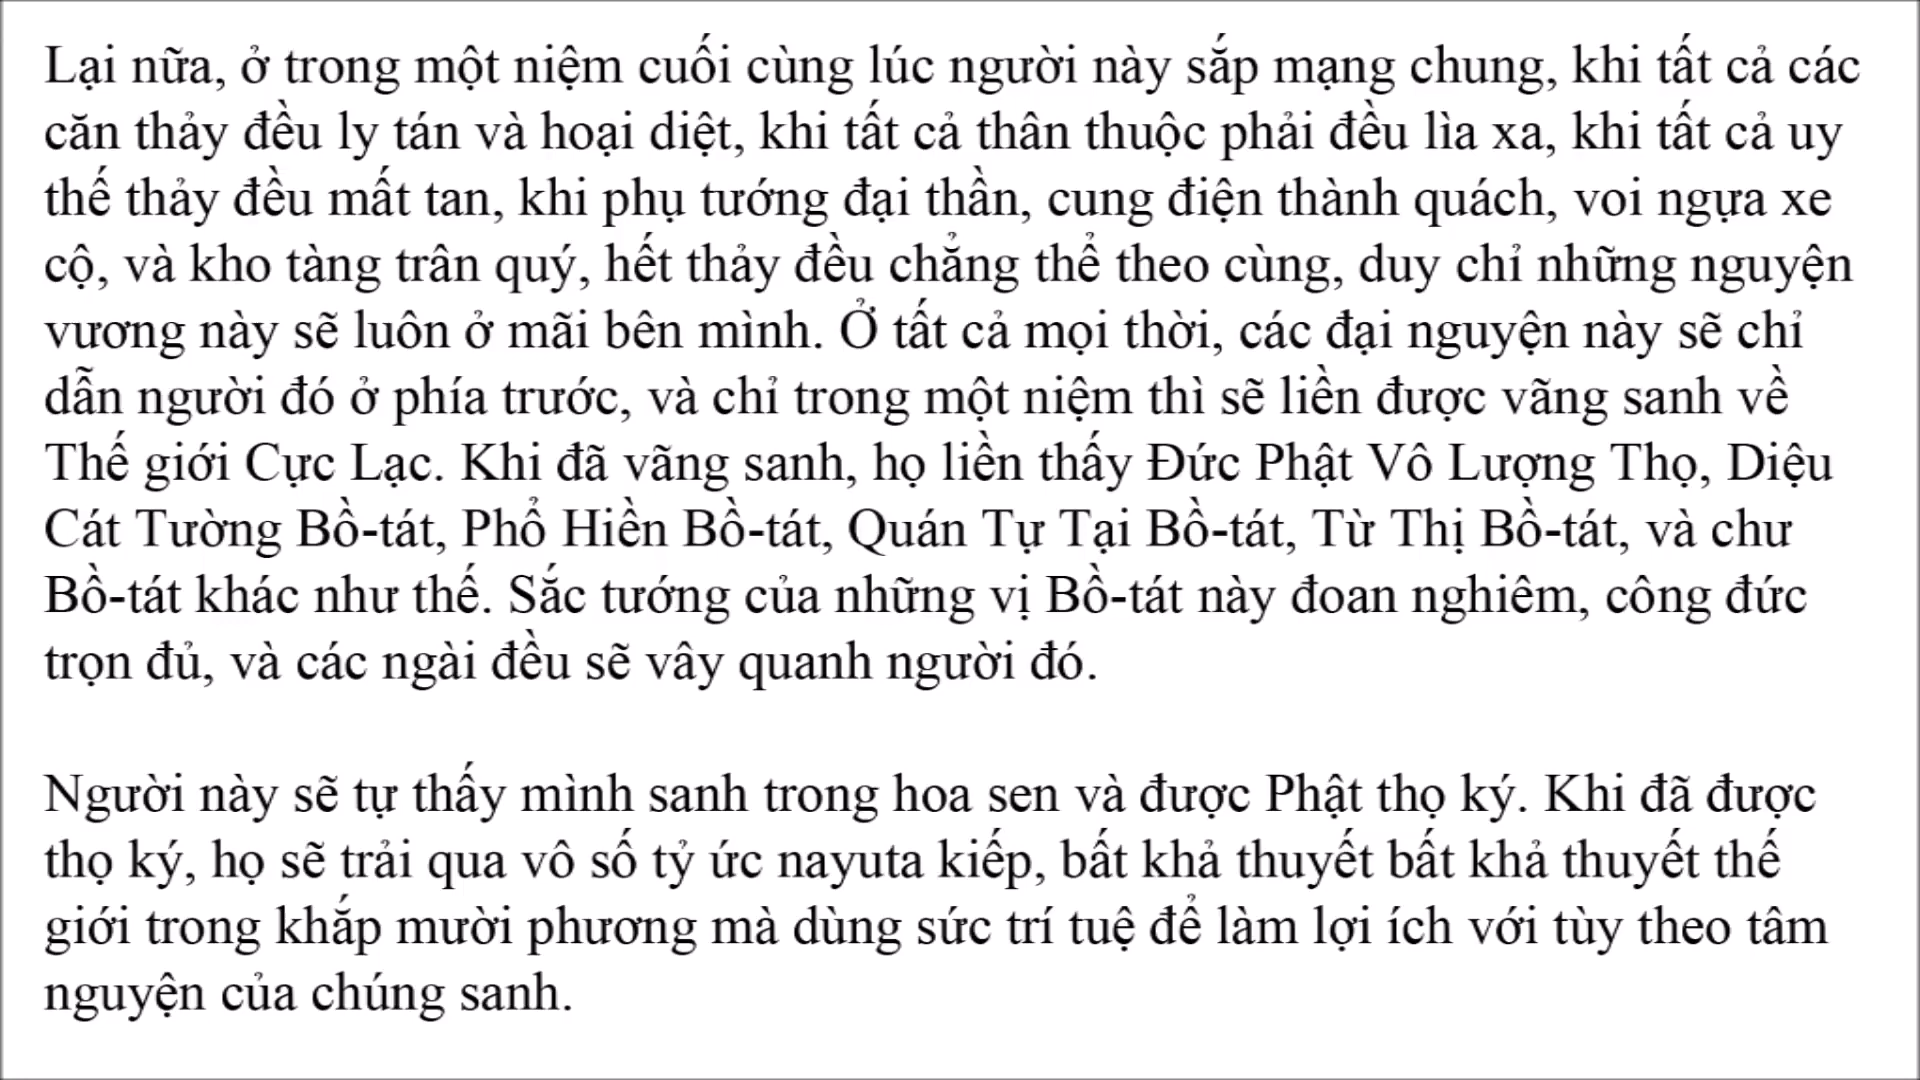 Lại nữa, ở trong một niệm cuối cùng lúc người này sắp mạng chung, khi tất cả các
căn thảy đều ly tán và hoại diệt, khi tất cả thân thuộc phải đều lìa xa, khi tất cả uy
thế thảy đều mất tan, khi phụ tướng đại thần, cung điện thành quách, voi ngựa xe
cộ, và kho tàng trân quý, hết thảy đều chẳng thể theo cùng, duy chỉ những nguyện
vương này sẽ luôn ở mãi bên mình. Ở tất cả mọi thời, các đại nguyện này sẽ chỉ
dẫn người đó ở phía trước, và chỉ trong một niệm thì sẽ liền được vãng sanh về
Thế giới Cực Lạc. Khi đã vãng sanh, họ liền thấy Đức Phật Vô Lượng Thọ, Diệu
Cát Tường Bồ-tát, Phổ Hiền Bồ-tát, Quán Tự Tại Bồ-tát, Từ Thị Bồ-tát, và chư
Bồ-tát khác như thế. Sắc tướng của những vị Bồ-tát này đoan nghiêm, công đức
trọn đủ, và các ngài đều sẽ vây quanh người đó.
Người này sẽ tự thấy mình sanh trong hoa sen và được Phật thọ ký. Khi đã được
thọ ký, họ sẽ trải qua vô số tỷ ức nayuta kiếp, bất khả thuyết bất khả thuyết thế
giới trong khắp mười phương mà dùng sức trí tuệ để làm lợi ích với tùy theo tâm
nguyện của chúng sanh.